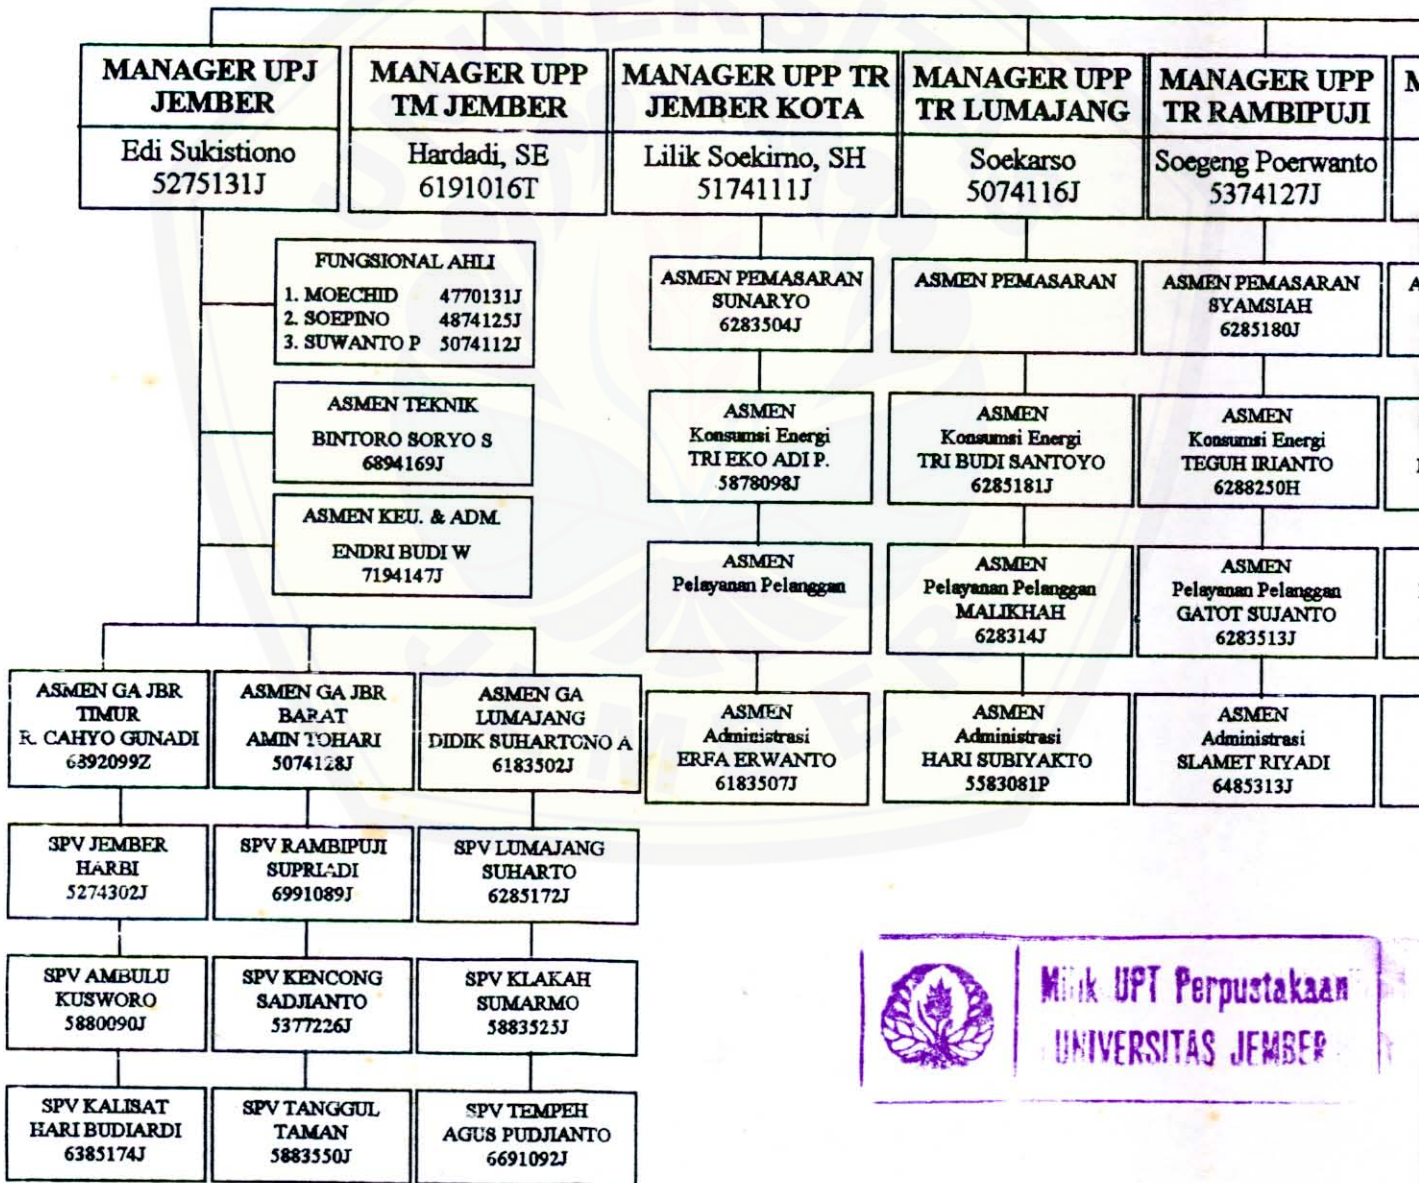 MANAGER UPJ
JEMBER
Edi Sukistiono
5275131J
MANAGER UPP
TM JEMBER
Hardadi, SE
6191016T
MANAGER UPP TR
JEMBER KOTA
Lilik Soekirno, SH
5174111J
MANAGER UPP
TR LUMAJANG
Soekarso
5074116J
MANAGER UPP
TR RAMBIPUJI
Soegeng Poerwanto
5374127J
FUNGSIONAL AHLI
1. MOECHID 4770131J
2. SOEPINO 4874125J
3. SUWANTO P 5074112J
ASMEN TEKNIK
BINTORO SORYO S
6894169J
ASMEN KEU. & ADM.
ENDRI BUDI W
7194147J
ASMEN PEMASARAN
SUNARYO
6283504J
ASMEN PEMASARAN
ASMEN PEMASARAN
SYAMSIAH
6285180J
ASMEN
Konsumsi Energi
TRI EKO ADI P.
5878098J
ASMEN
Konsumsi Energi
TRI BUDI SANTOYO
6285181J
ASMEN
Konsumsi Energi
TEGUH IRIANTO
6288250H
ASMEN
Pelayanan Pelanggan
ASMEN
Pelayanan Pelanggan
MALIKHAH
628314J
ASMEN
Pelayanan Pelanggan
GATOT SUJANTO
6283513J
ASMEN
Administrasi
ERFA ERWANTO
6183507J
ASMEN
Administrasi
HARI SUBIYAKTO
5583081P
ASMEN
Administrasi
SLAMET RIYADI
6485313J
ASMEN GA JBR
TIMUR
R. CAHYO GUNADI
6392099Z
ASMEN GA JBR
BARAT
AMIN TOHARI
5074128J
ASMEN GA
LUMAJANG
DIDIK SUHARTONO A
6183502J
SPV JEMBER
HARBI
5274302J
SPV RAMBIPUJI
SUPRIADI
6991089J
SPV LUMAJANG
SUHARTO
6285172J
SPV AMBULU
KUSWORO
5880090J
SPV KENCONG
SADJIANTO
5377226J
SPV KLAKAH
SUMARMO
5883525J
SPV KALISAT
HARI BUDIARDI
6385174J
SPV TANGGUL
TAMAN
5883550J
SPV TEMPEH
AGUS PUDJIANTO
6691092J
Milik UPT Perpustakaan
UNIVERSITAS JEMBER